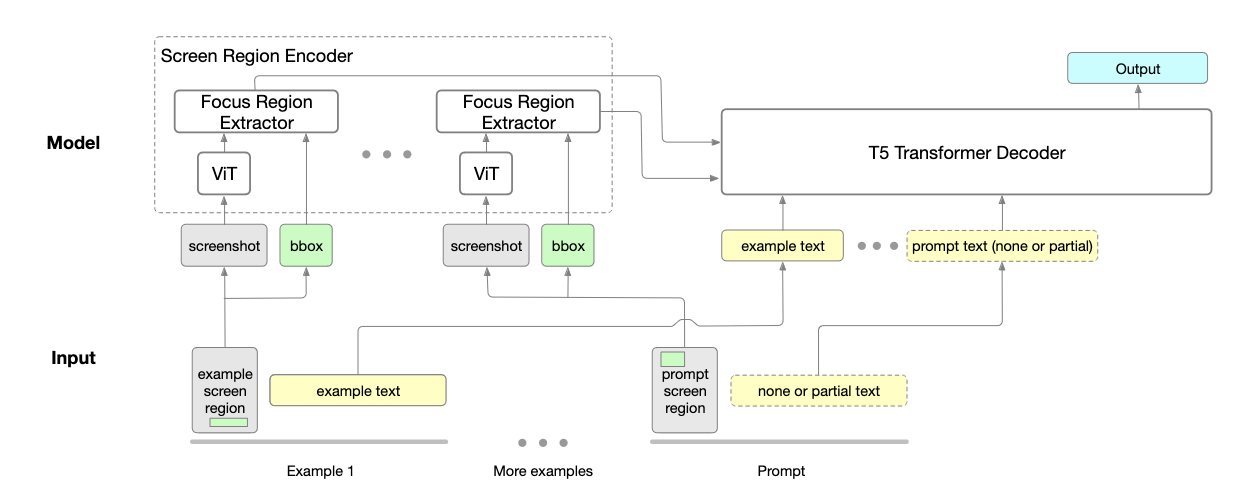 Screen Region Encoder
Output
Focus Region
Extractor
Focus Region
Extractor
Model
T5 Transformer Decoder
ViT
ViT
screenshot
bbox
screenshot
bbox
example text
prompt text (none or partial)
Input
example
screen
region
example text
prompt
screen
region
none or partial text
Example 1
More examples
Prompt